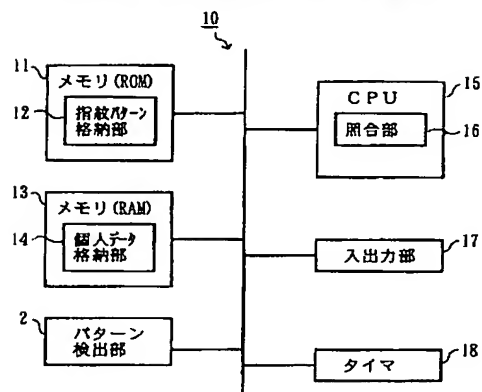 10
11
メモリ(ROM)
12
指紋パターン
格納部
13
メモリ(RAM)
14
個人データ
格納部
2
パターン
検出部
15
CPU
照合部
16
入出力部
17
タイマ
18